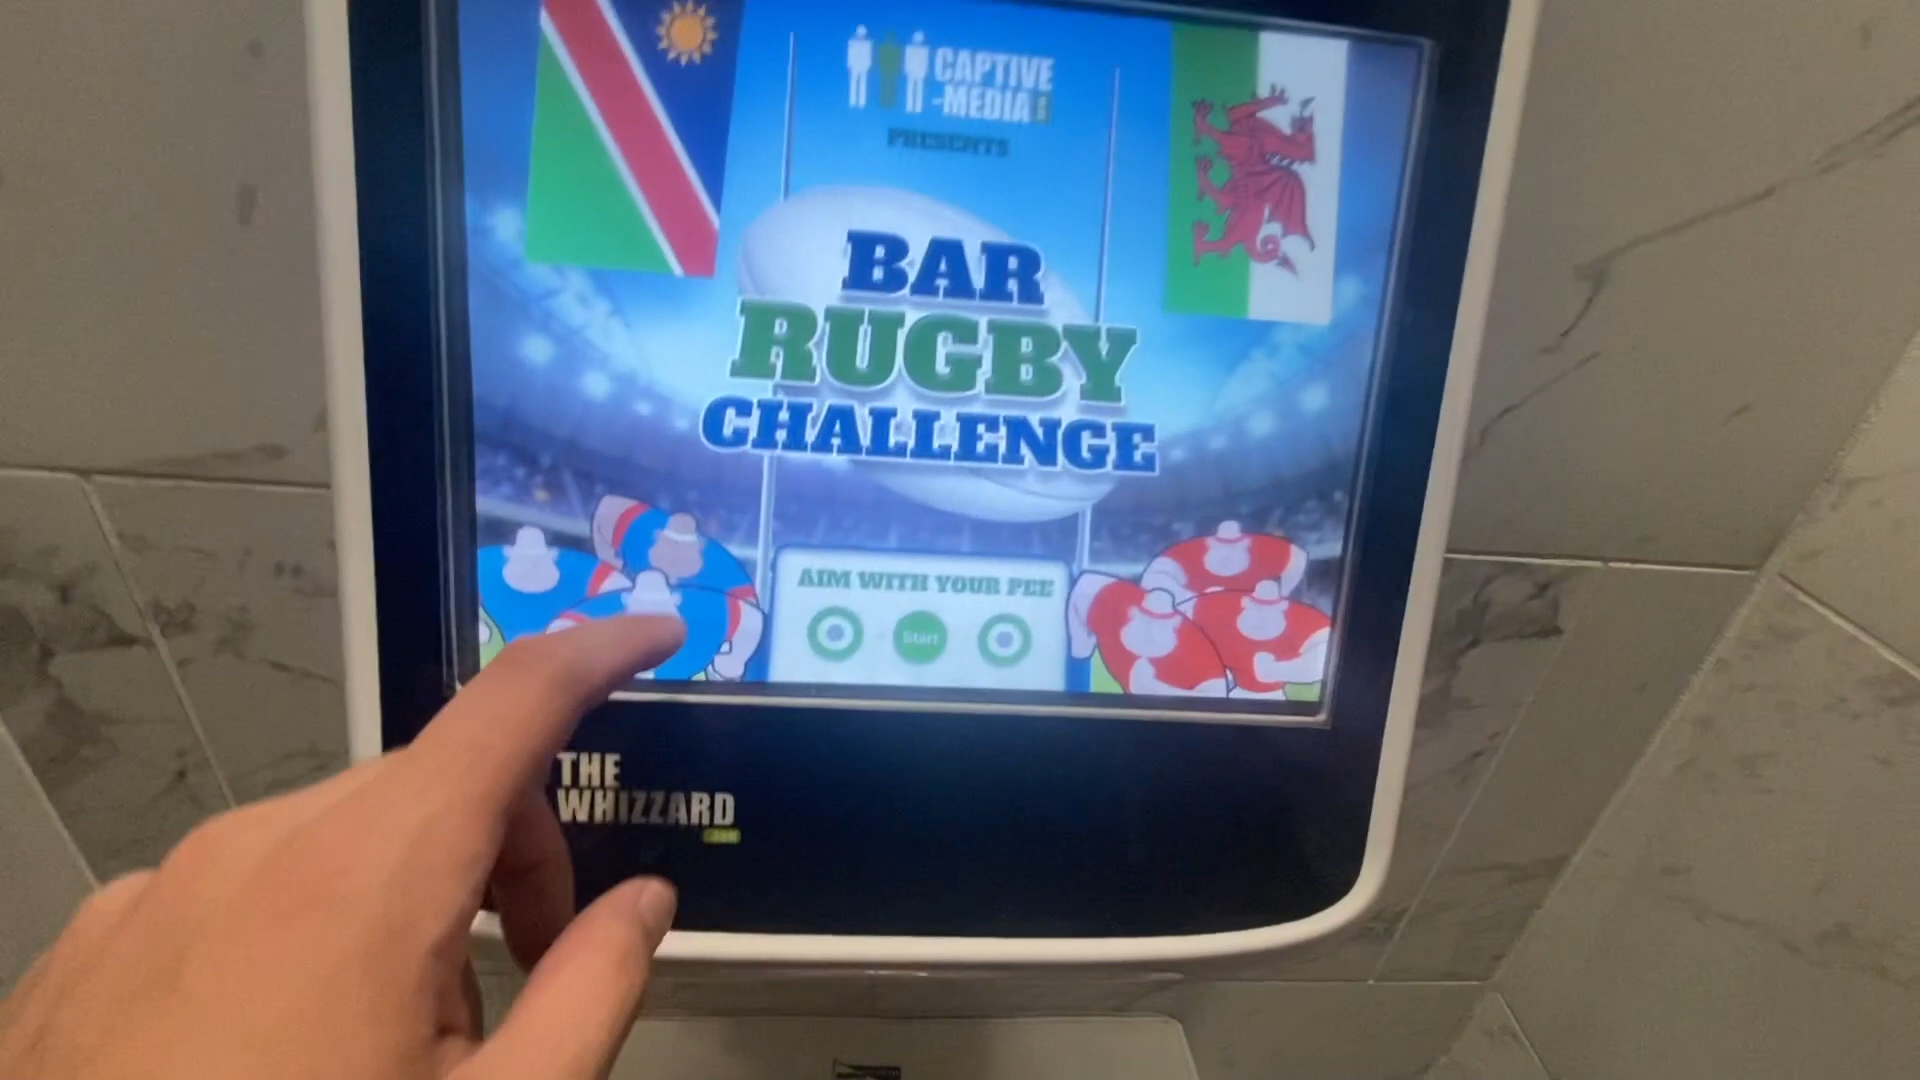 CAPTIVE
-MEDIA
PRESENTS
BAR
RUGBY
CHALLENGE
AIM WITH YOUR PEE
Start
THE
WHIZZARD